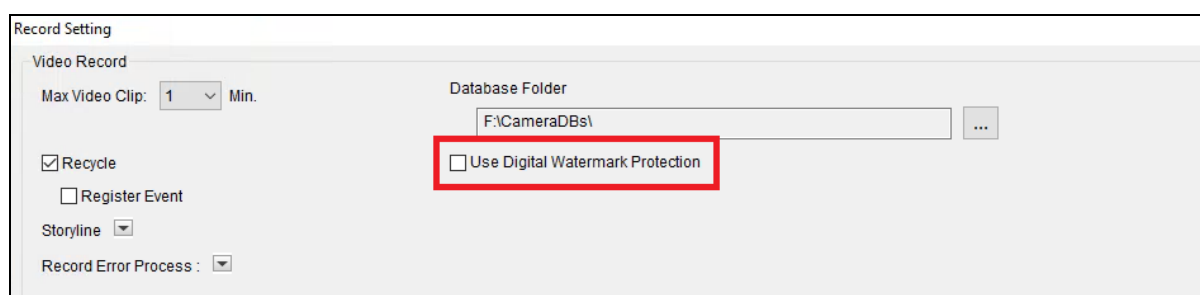 Record Setting
Video Record
Max Video Clip: 1 Min.
Database Folder
F:\CameraDBs\
...
Recycle
Use Digital Watermark Protection
Register Event
Storyline
Record Error Process :